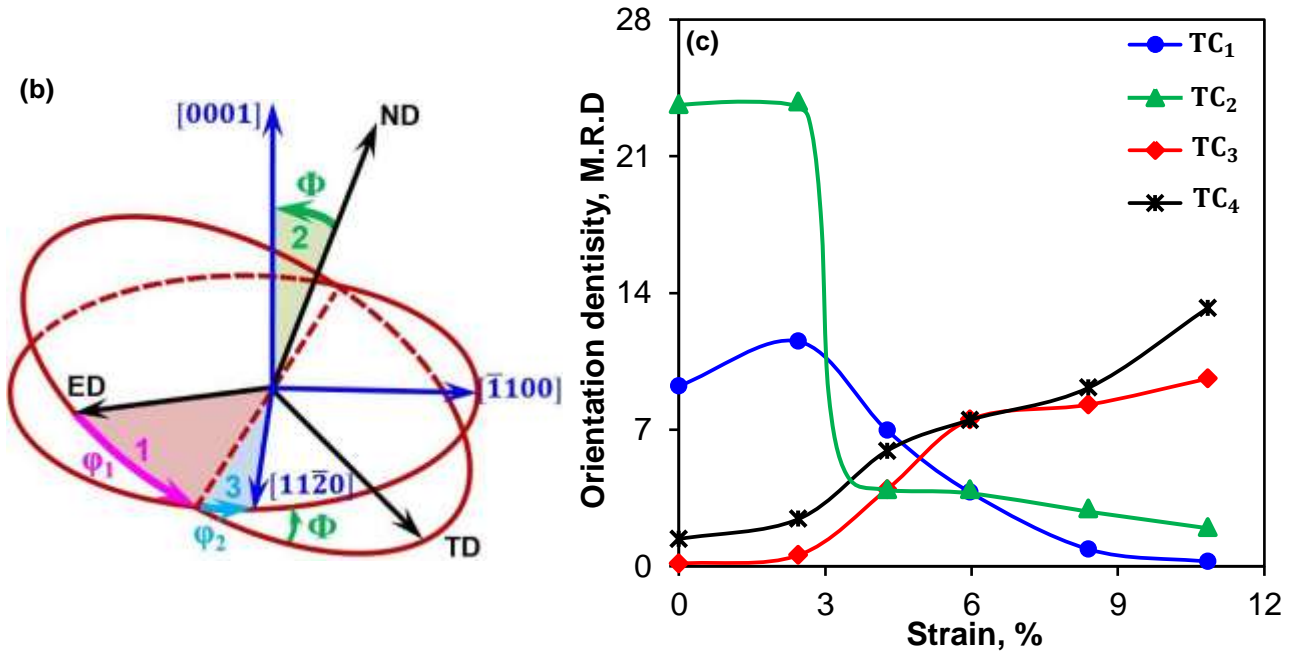 (b)
[0001]
ND
Φ
2
ED
[1̄100]
1
φ₁
3
[112̄0]
φ₂
Φ
TD
(c)
TC₁
TC₂
TC₃
TC₄
Orientation dentisity, M.R.D
28
21
14
7
0
0 3 6 9 12
Strain, %